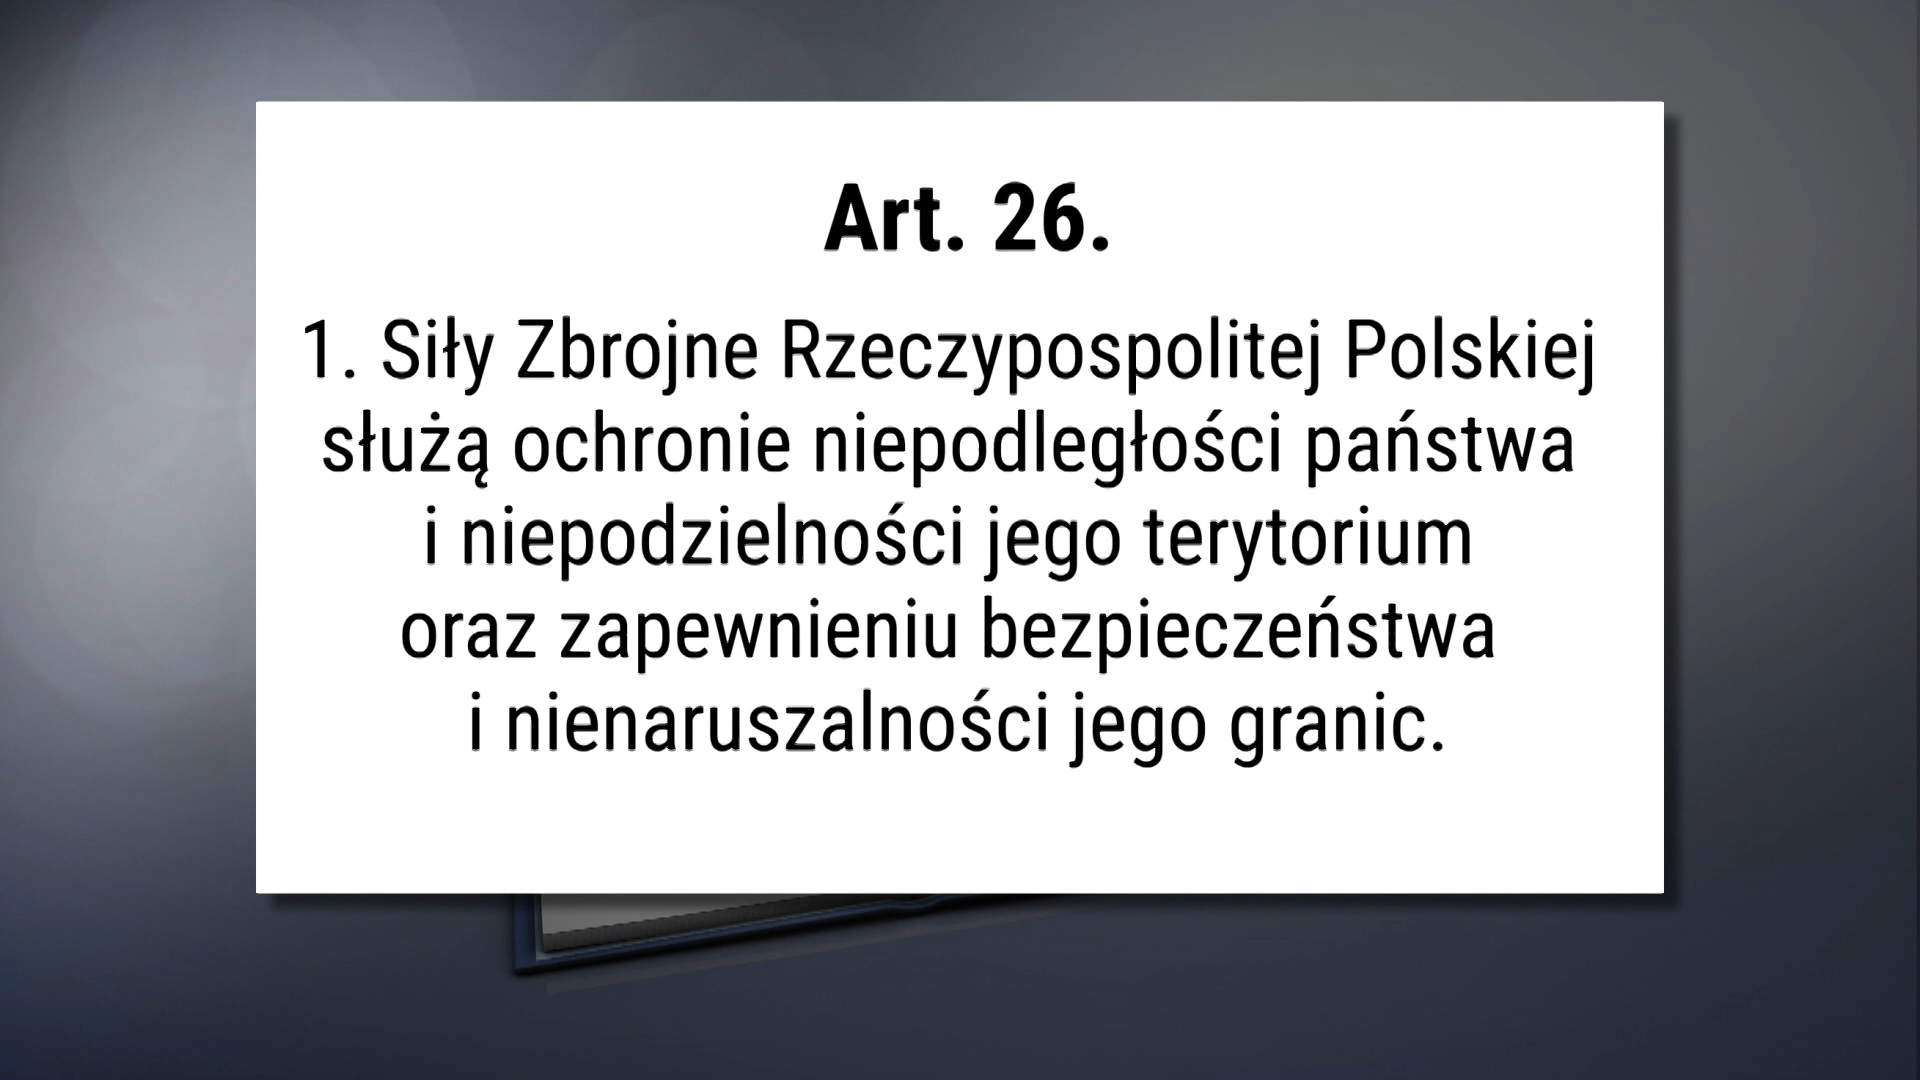 Art. 26.
1. Siły Zbrojne Rzeczypospolitej Polskiej
służą ochronie niepodległości państwa
i niepodzielności jego terytorium
oraz zapewnieniu bezpieczeństwa
i nienaruszalności jego granic.